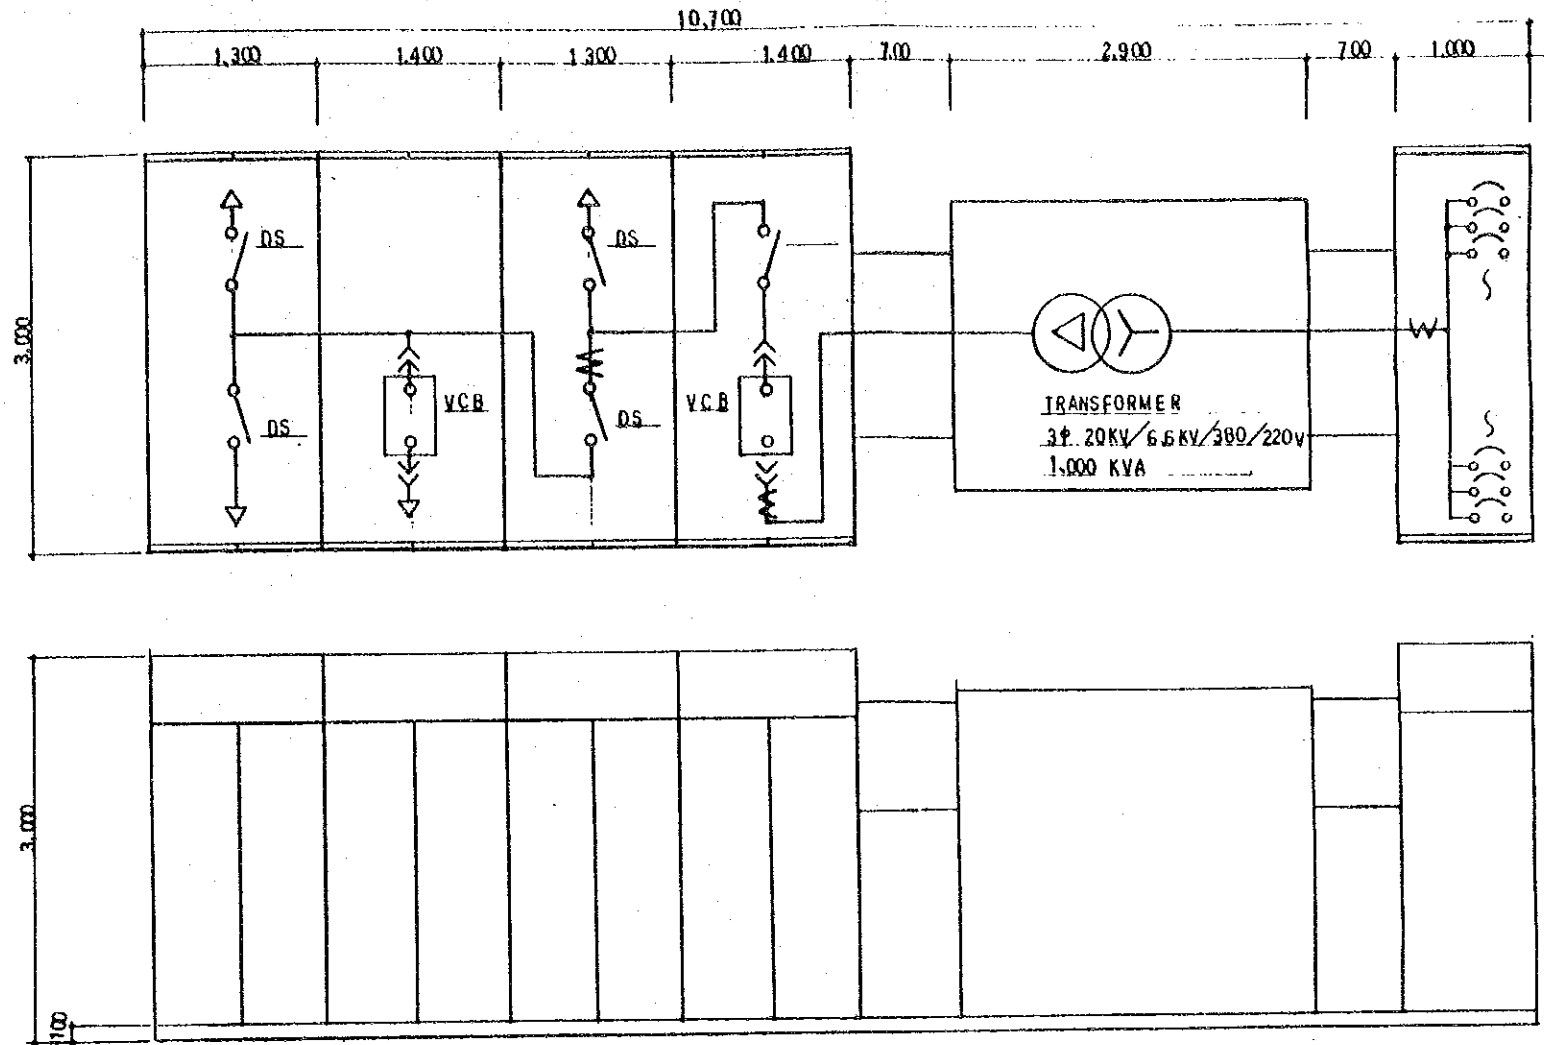 10,700
1,300 1,400 1,300 1,400 700 2,900 700 1,000
3,000
DS DS
DS DS
VCB VCB
TRANSFORMER
3φ 20KV/6.6KV/380/220V
1,000 KVA
3,000
100